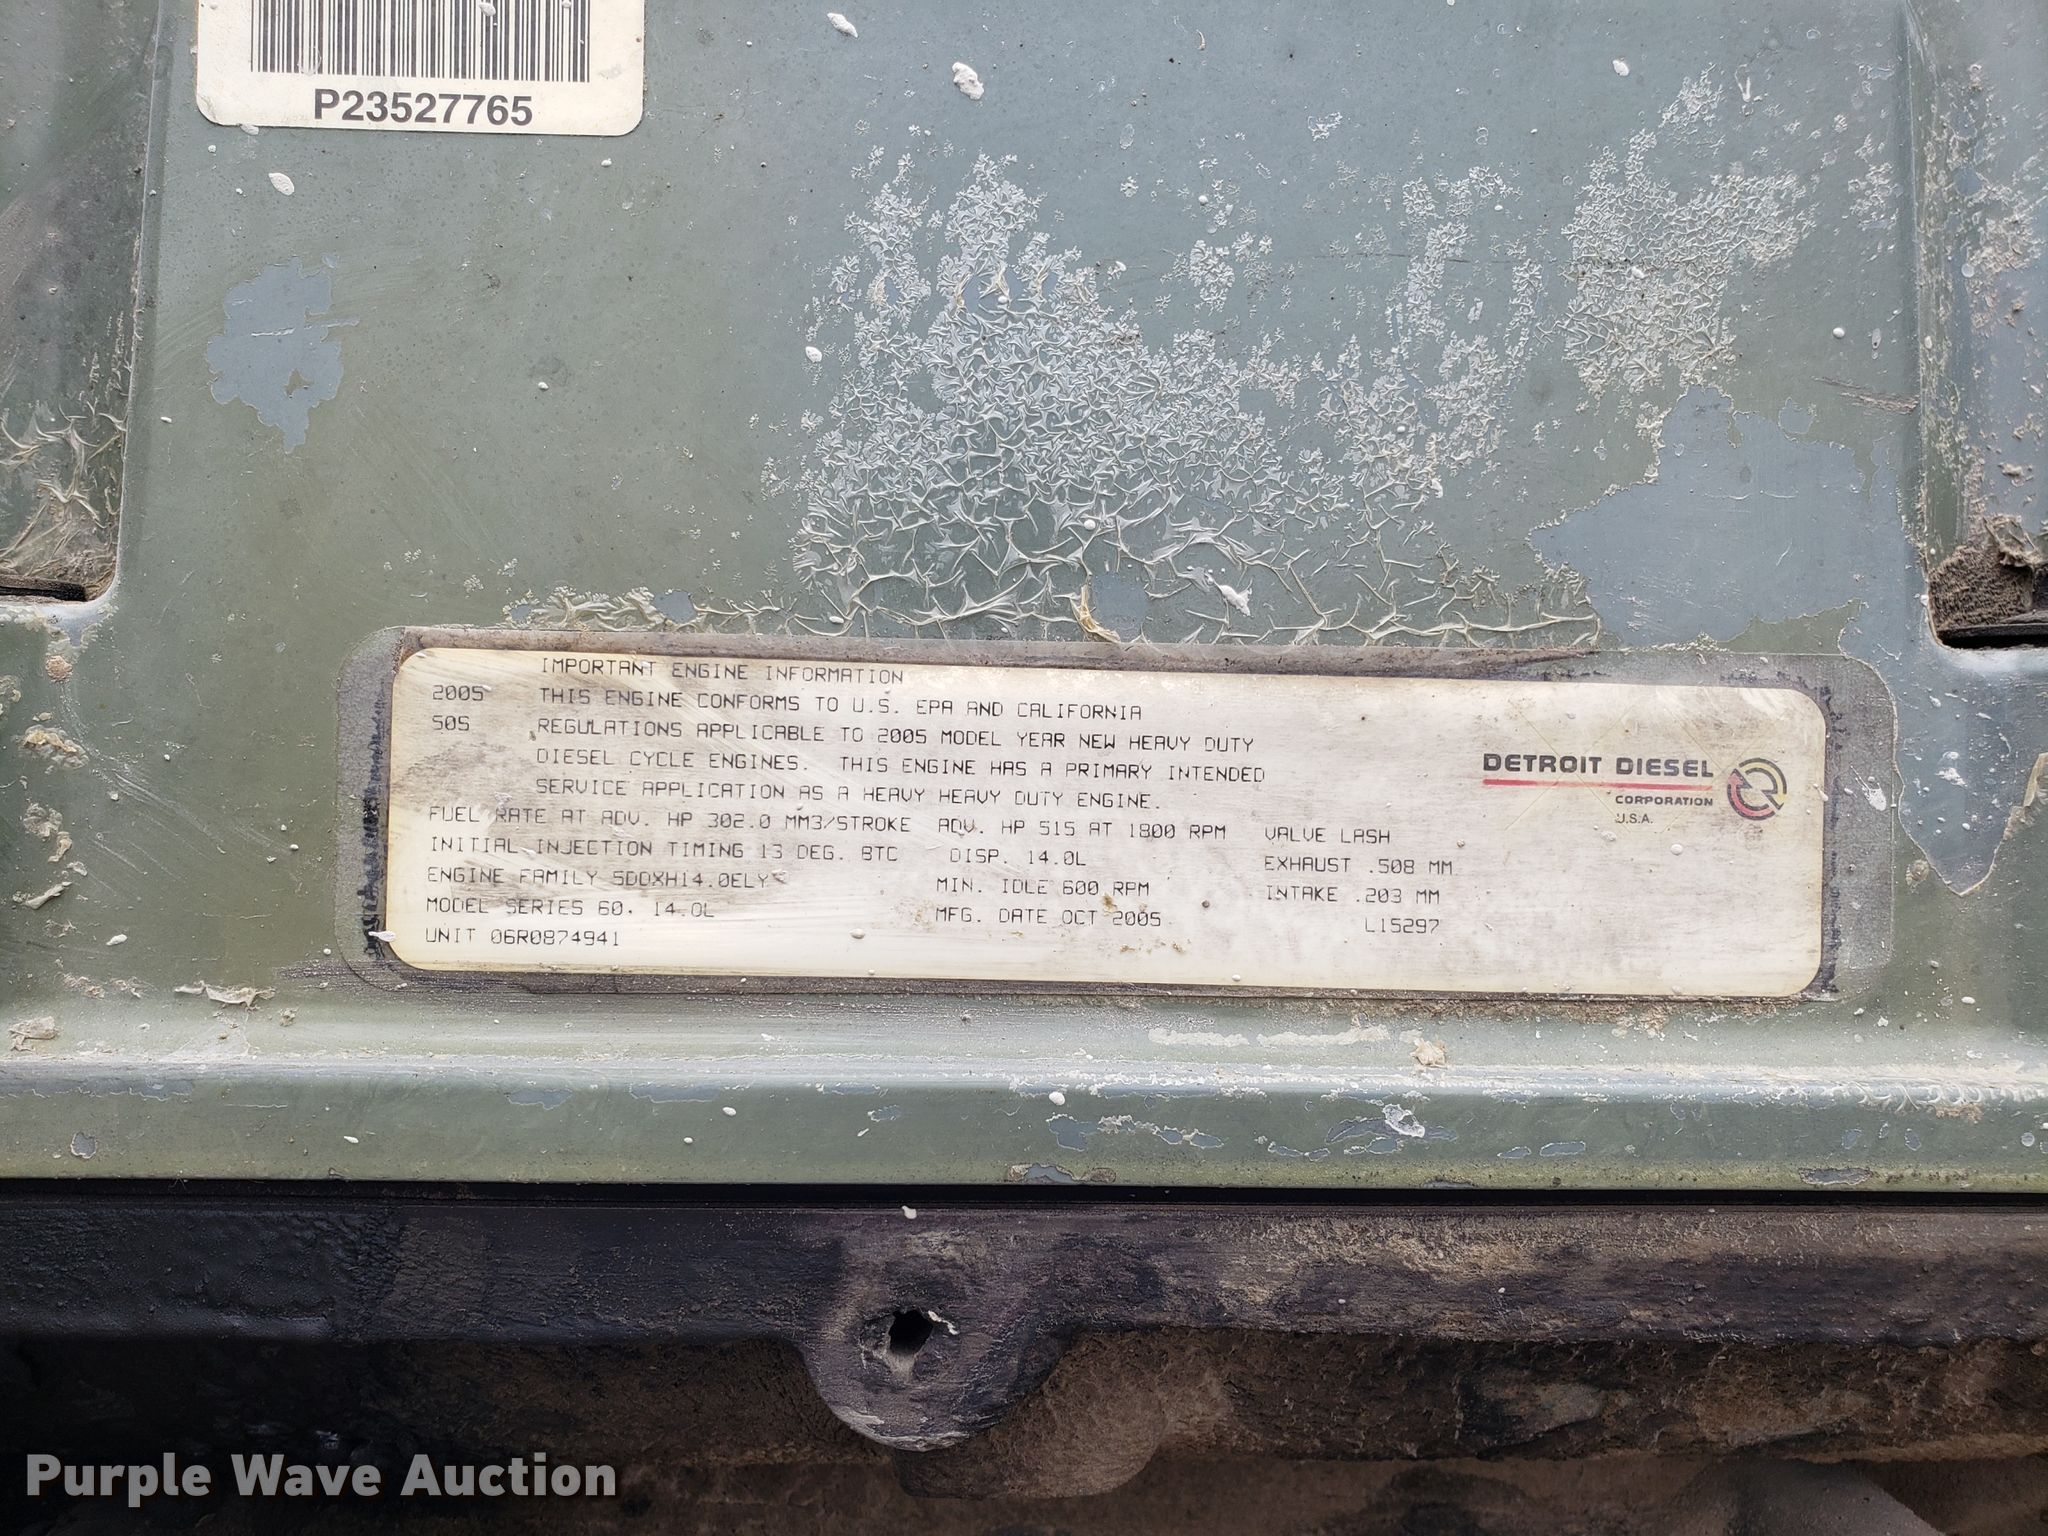 P23527765
IMPORTANT ENGINE INFORMATION
2005 THIS ENGINE CONFORMS TO U.S. EPA AND CALIFORNIA
505 REGULATIONS APPLICABLE TO 2005 MODEL YEAR NEW HEAVY DUTY
DIESEL CYCLE ENGINES. THIS ENGINE HAS A PRIMARY INTENDED
SERVICE APPLICATION AS A HEAVY HEAVY DUTY ENGINE.
FUEL RATE AT ADV. HP 302.0 MM3/STROKE ADV. HP 515 AT 1800 RPM VALVE LASH
INITIAL INJECTION TIMING 13 DEG. BTC DISP. 14.0L EXHAUST .508 MM
ENGINE FAMILY 5DDXH14.0ELY MIN. IDLE 600 RPM INTAKE .203 MM
MODEL SERIES 60, 14.0L MFG. DATE OCT 2005 L15297
UNIT 06R0874941
DETROIT DIESEL
CORPORATION
U.S.A.
Purple Wave Auction